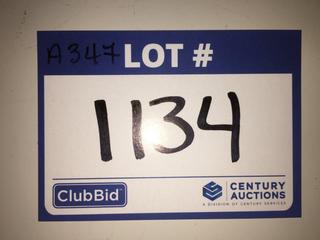 A347 LOT #
1134
ClubBid
CENTURY
AUCTIONS
A DIVISION OF CENTURY SERVICES